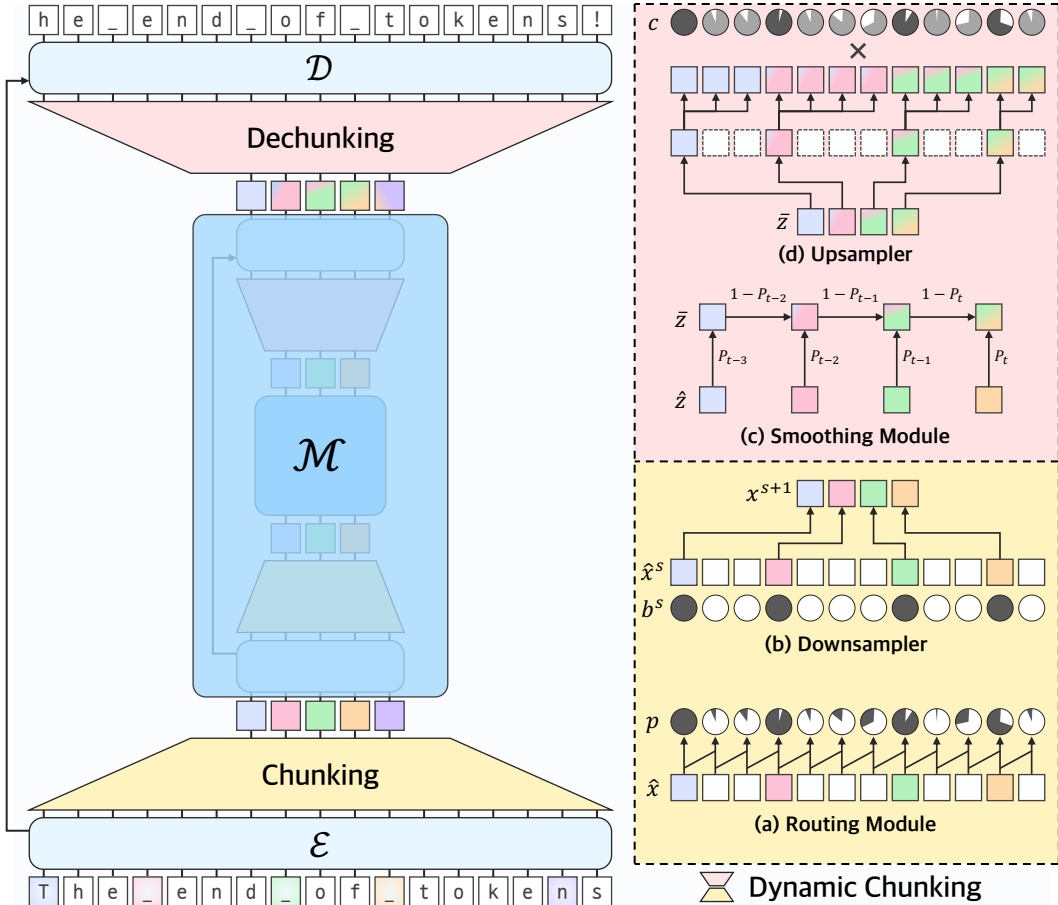 h e _ e n d _ o f _ t o k e n s !
𝒟
Dechunking
ℳ
Chunking
ℰ
T h e _ e n d _ o f _ t o k e n s
c
×
z̄
(d) Upsampler
1 − P_{t−2} 1 − P_{t−1} 1 − P_t
z̄
P_{t−3} P_{t−2} P_{t−1} P_t
ẑ
(c) Smoothing Module
x^{s+1}
x̂^s
b^s
(b) Downsampler
p
x̂
(a) Routing Module
Dynamic Chunking